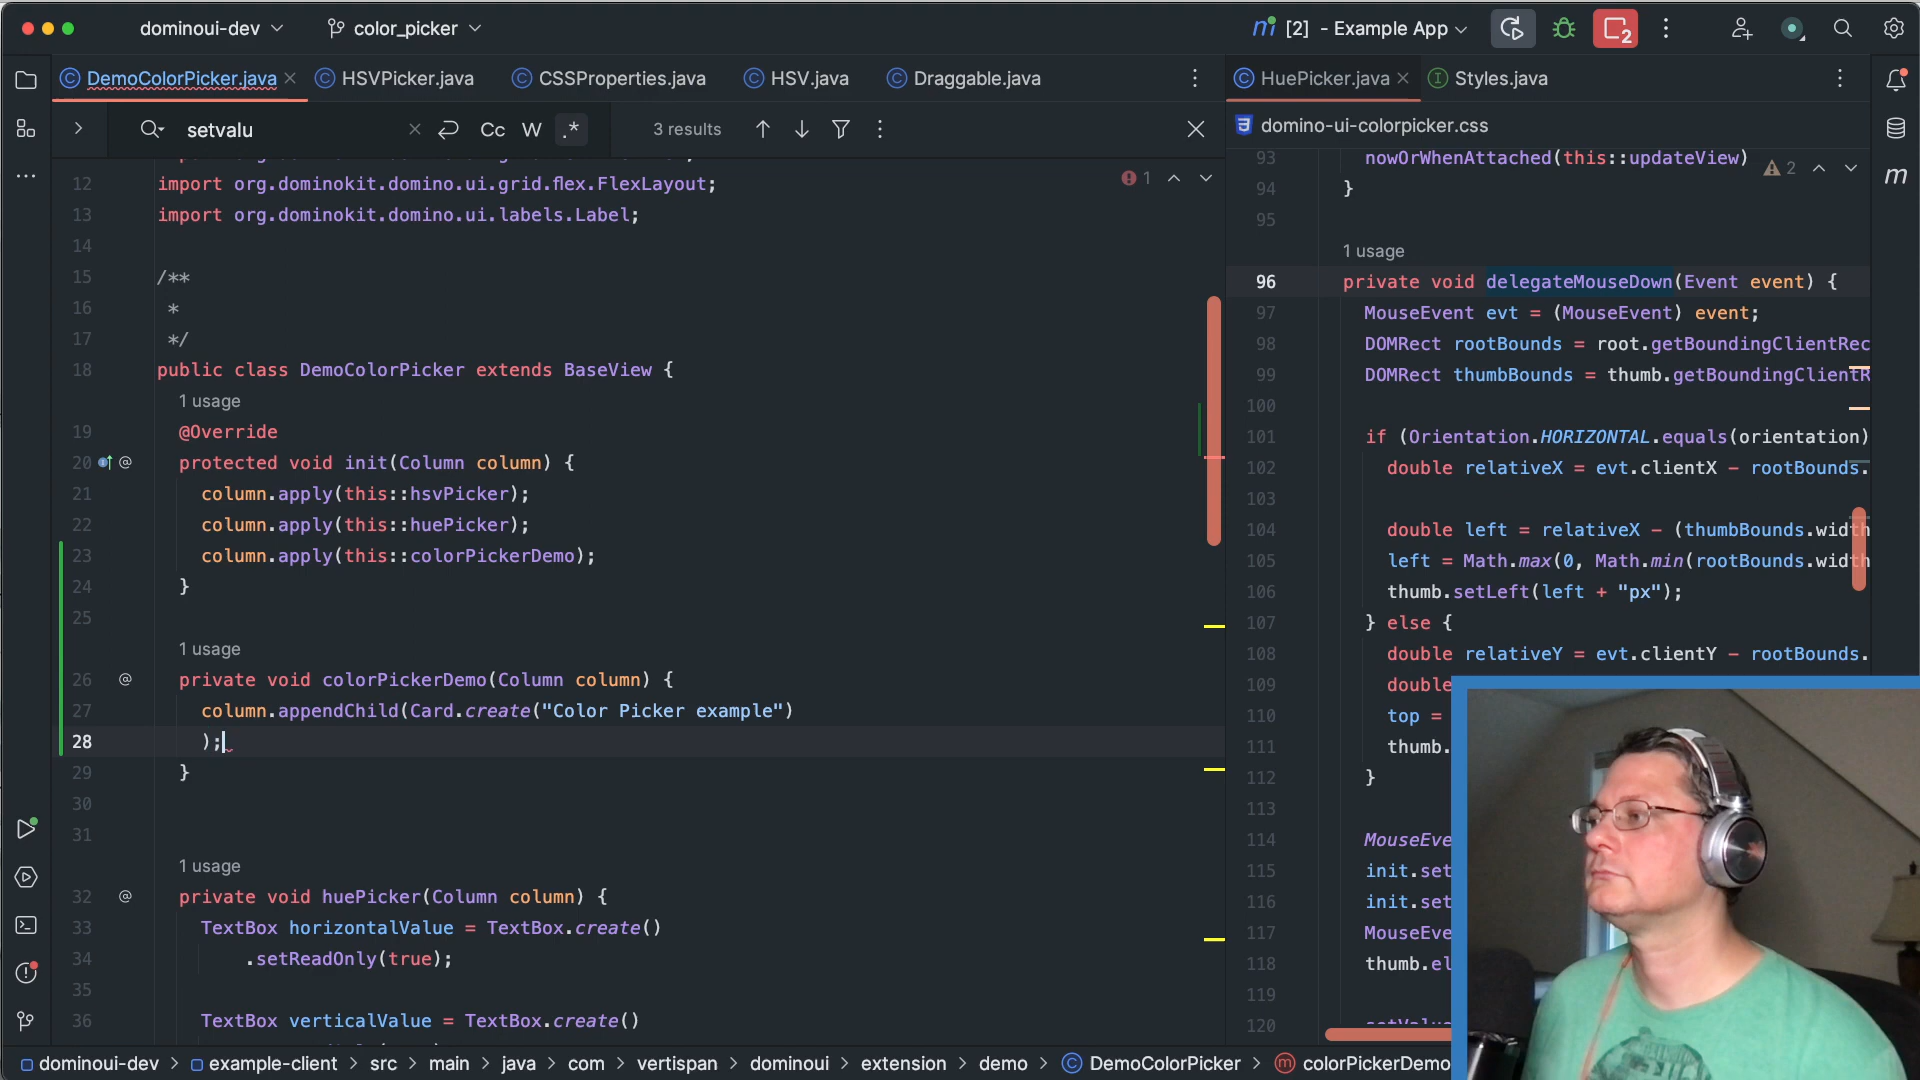 dominoui-dev
color_picker
[2] - Example App
2
DemoColorPicker.java
HSVPicker.java
CSSProperties.java
HSV.java
Draggable.java
HuePicker.java
Styles.java
setvalu
Cc
W
.*
3 results
domino-ui-colorpicker.css
12 import org.dominokit.domino.ui.grid.flex.FlexLayout;
13 import org.dominokit.domino.ui.labels.Label;
14
15 /**
16 *
17 */
18 public class DemoColorPicker extends BaseView {
1 usage
19 @Override
20 protected void init(Column column) {
21 column.apply(this::hsvPicker);
22 column.apply(this::huePicker);
23 column.apply(this::colorPickerDemo);
24 }
25
1 usage
26 private void colorPickerDemo(Column column) {
27 column.appendChild(Card.create("Color Picker example")
28 );
29 }
30
31
1 usage
32 private void huePicker(Column column) {
33 TextBox horizontalValue = TextBox.create()
34 .setReadOnly(true);
35
36 TextBox verticalValue = TextBox.create()
1
93 nowOrWhenAttached(this::updateView)
2
94 }
95
1 usage
96 private void delegateMouseDown(Event event) {
97 MouseEvent evt = (MouseEvent) event;
98 DOMRect rootBounds = root.getBoundingClientRec
99 DOMRect thumbBounds = thumb.getBoundingClientR
100
101 if (Orientation.HORIZONTAL.equals(orientation)
102 double relativeX = evt.clientX - rootBounds.
103
104 double left = relativeX - (thumbBounds.width
105 left = Math.max(0, Math.min(rootBounds.width
106 thumb.setLeft(left + "px");
107 } else {
108 double relativeY = evt.clientY - rootBounds.
109 double
110 top =
111 thumb.
112 }
113
114 MouseEve
115 init.set
116 init.set
117 MouseEve
118 thumb.el
119
120
m
dominoui-dev > example-client > src > main > java > com > vertispan > dominoui > extension > demo > DemoColorPicker > colorPickerDemo